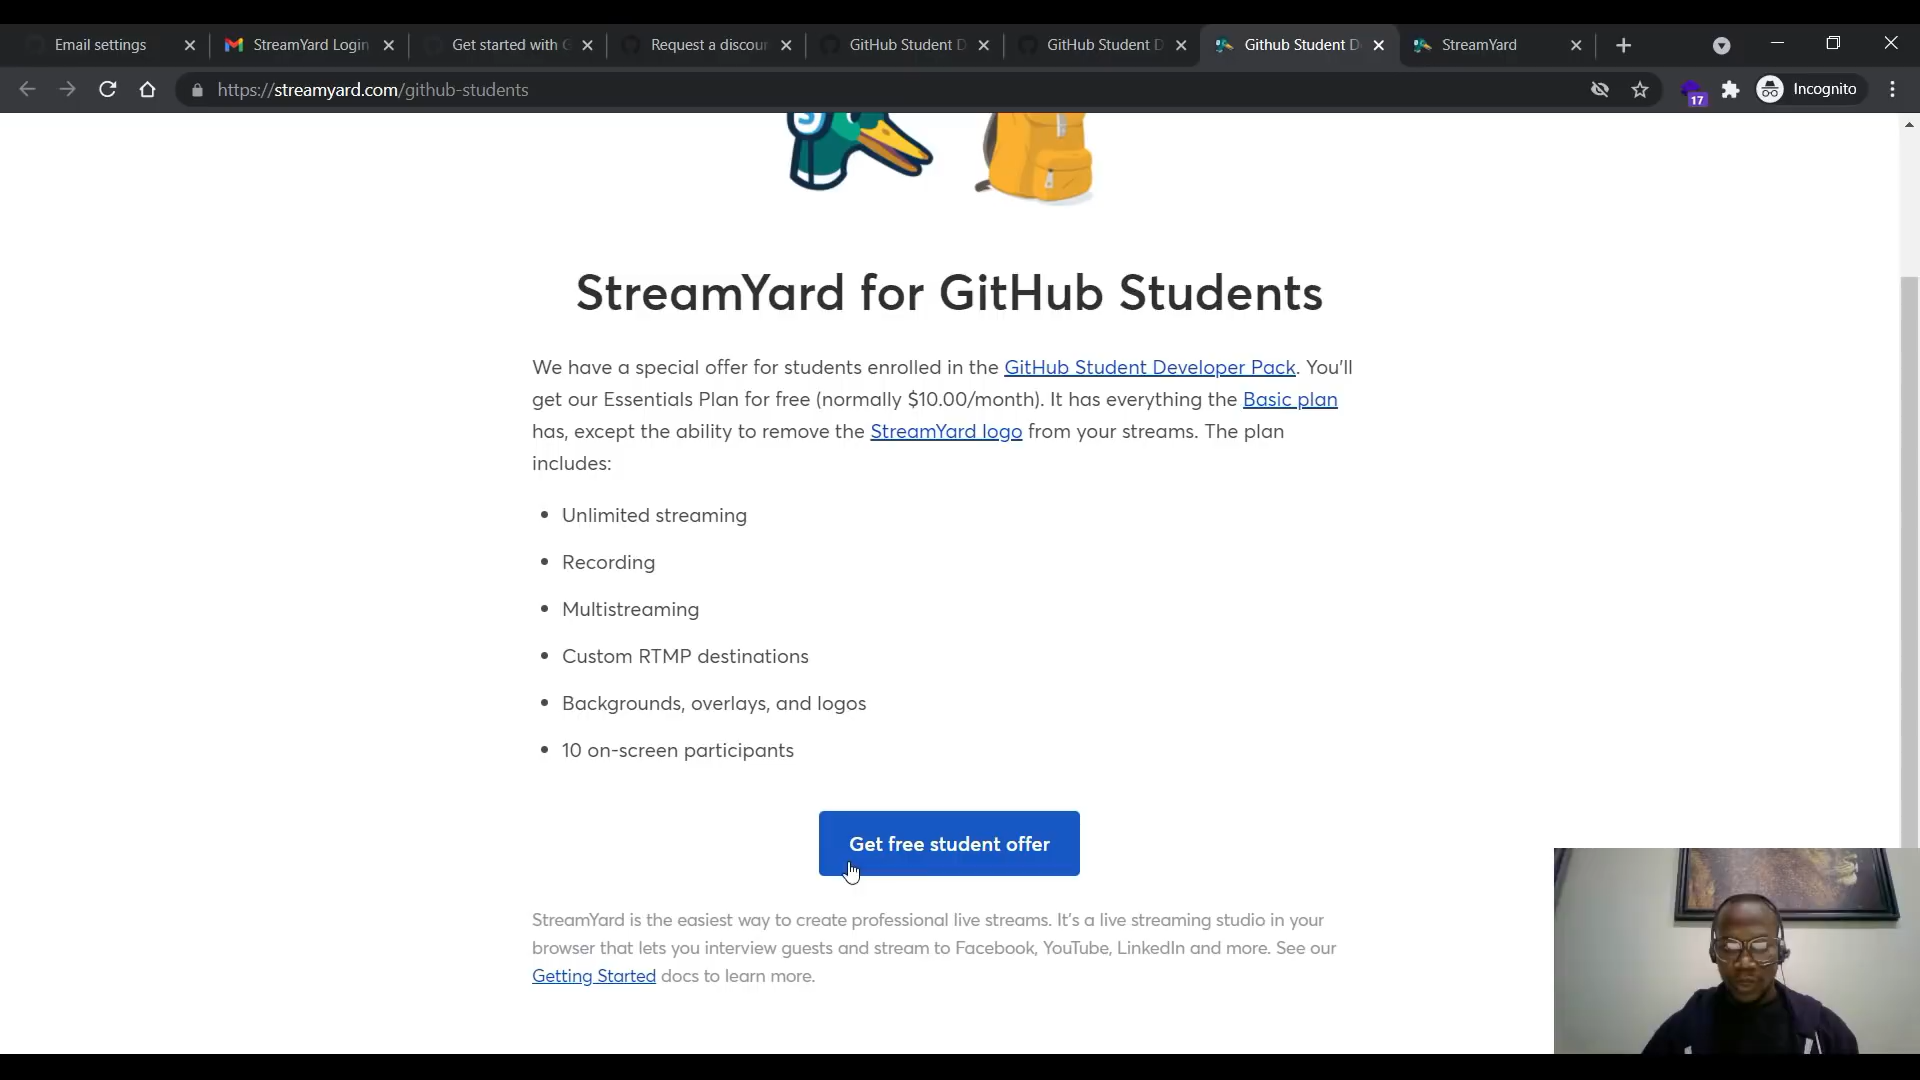 Email settings
StreamYard Login
Get started with G
Request a discour
GitHub Student D
GitHub Student D
Github Student D
StreamYard
https://streamyard.com/github-students
17
Incognito
StreamYard for GitHub Students
We have a special offer for students enrolled in the GitHub Student Developer Pack. You'll
get our Essentials Plan for free (normally $10.00/month). It has everything the Basic plan
has, except the ability to remove the StreamYard logo from your streams. The plan
includes:
• Unlimited streaming
• Recording
• Multistreaming
• Custom RTMP destinations
• Backgrounds, overlays, and logos
• 10 on-screen participants
Get free student offer
StreamYard is the easiest way to create professional live streams. It's a live streaming studio in your
browser that lets you interview guests and stream to Facebook, YouTube, LinkedIn and more. See our
Getting Started docs to learn more.